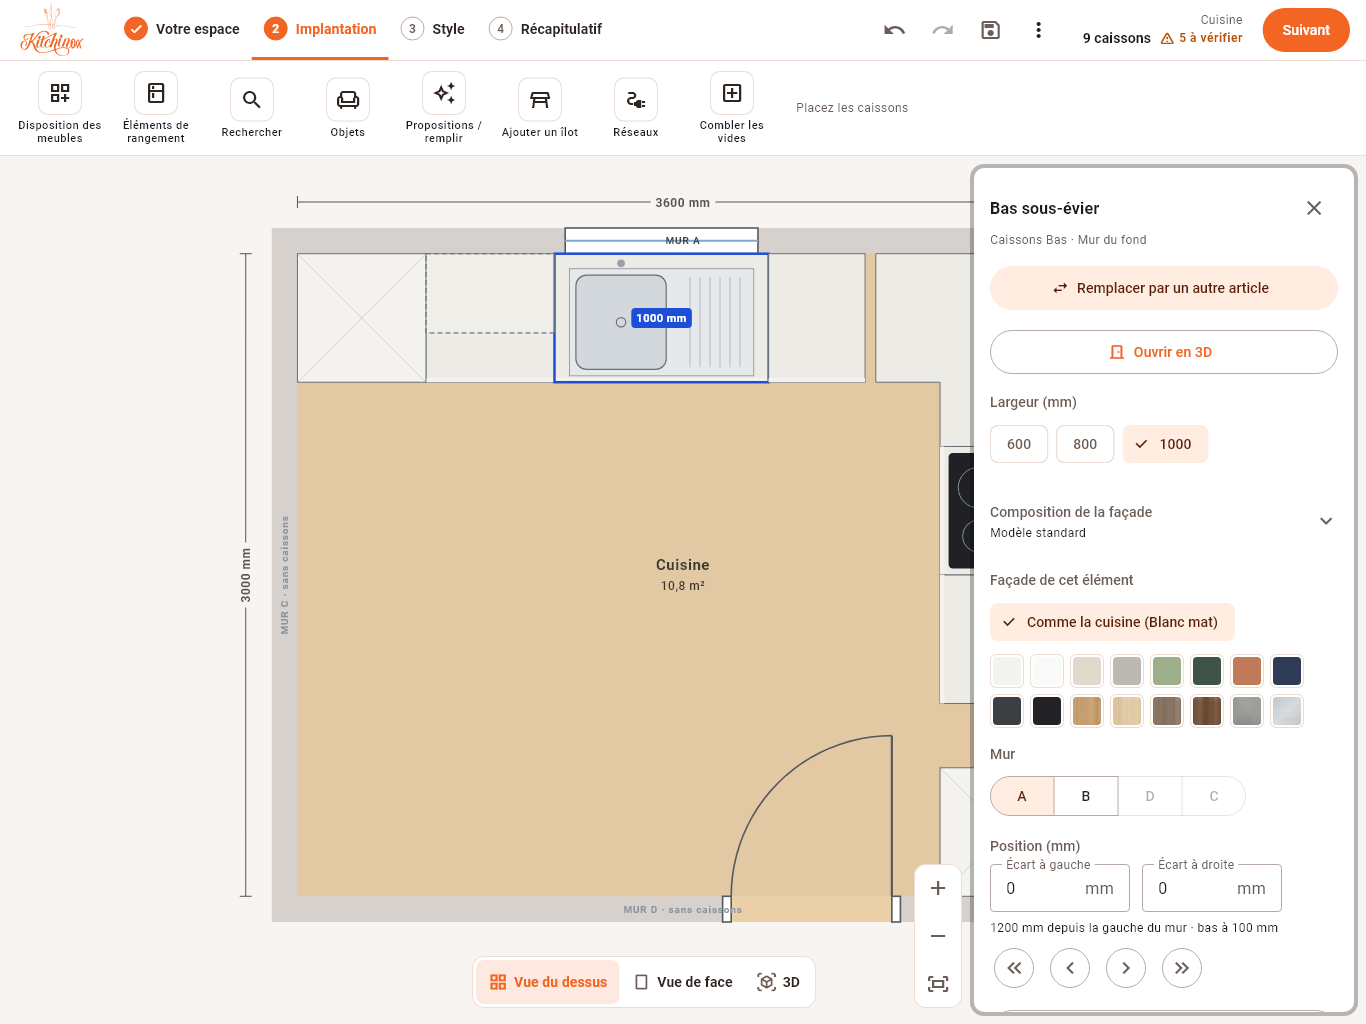 Kitchinox
Votre espace
2 Implantation
3 Style
4 Récapitulatif
9 caissons
Cuisine
5 à vérifier
Suivant
Disposition des
meubles
Éléments de
rangement
Rechercher
Objets
Propositions /
remplir
Ajouter un îlot
Réseaux
Combler les
vides
Placez les caissons
3600 mm
MUR A
1000 mm
3000 mm
MUR C · sans caissons
Cuisine
10,8 m²
MUR D · sans caissons
Vue du dessus
Vue de face
3D
Bas sous-évier
Caissons Bas · Mur du fond
Remplacer par un autre article
Ouvrir en 3D
Largeur (mm)
600
800
1000
Composition de la façade
Modèle standard
Façade de cet élément
Comme la cuisine (Blanc mat)
Mur
A
B
D
C
Position (mm)
Écart à gauche
0 mm
Écart à droite
0 mm
1200 mm depuis la gauche du mur · bas à 100 mm